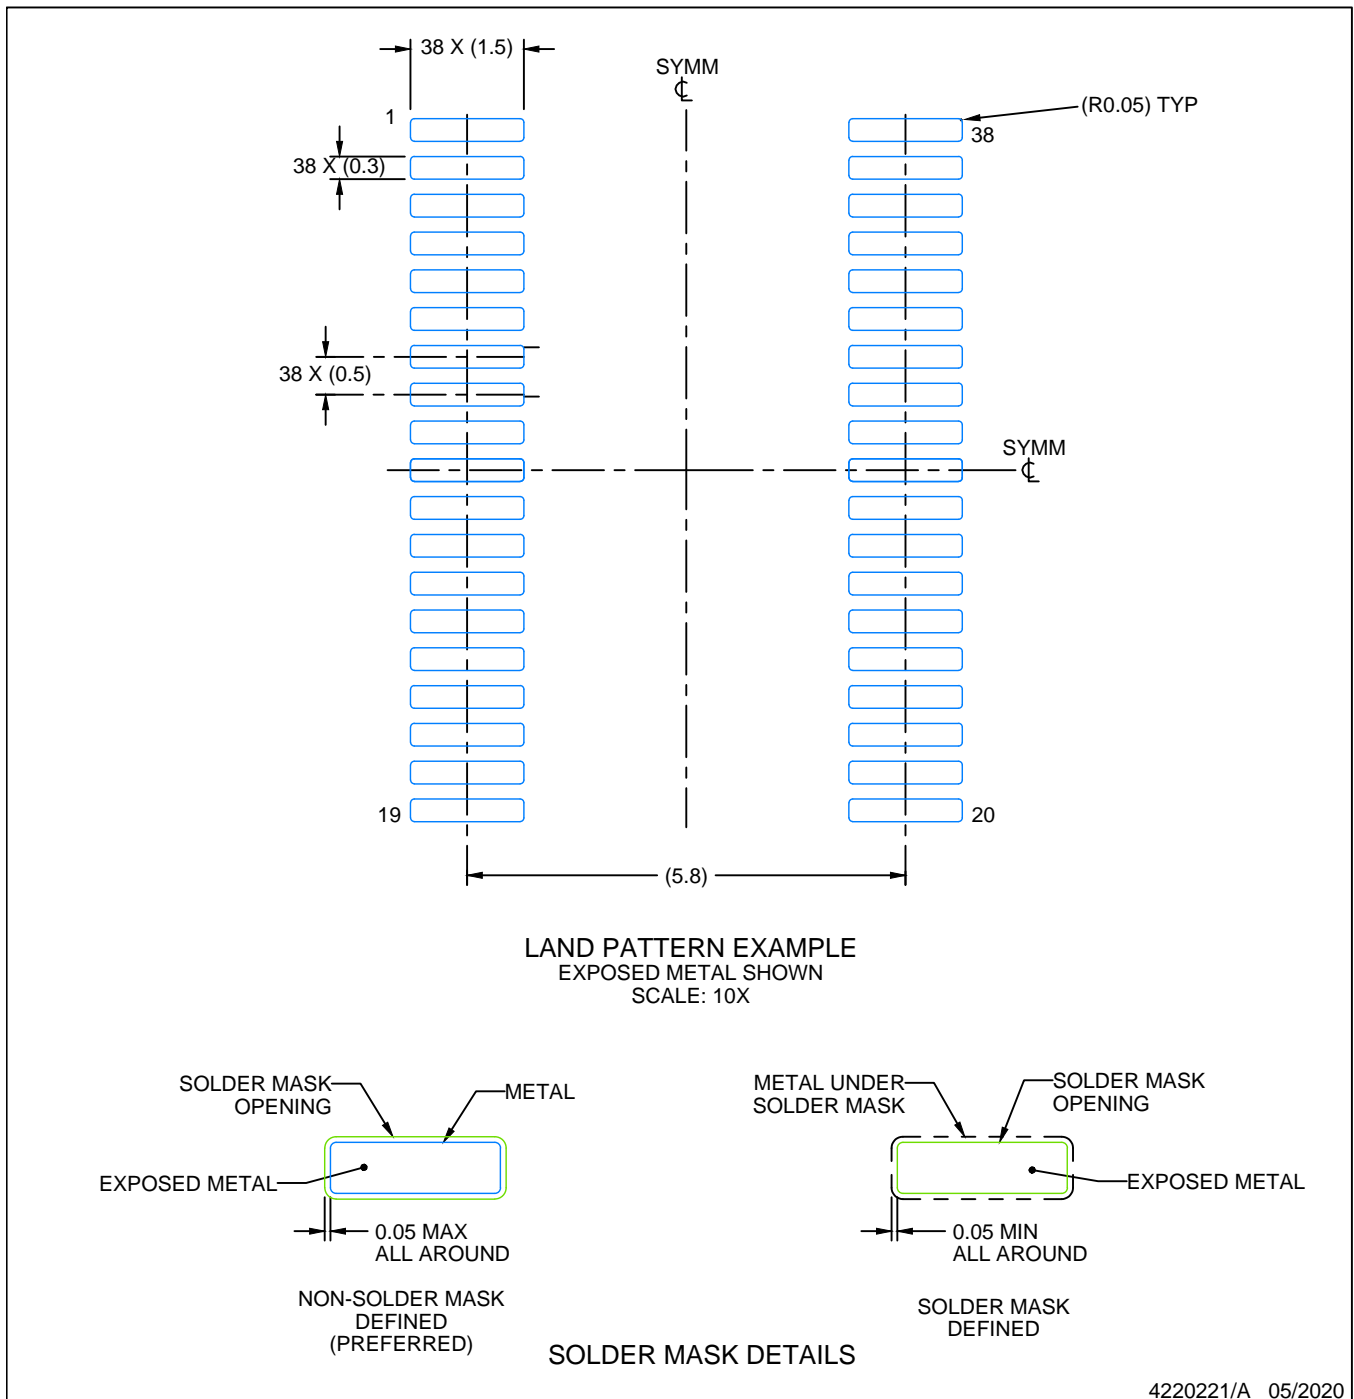 38 X (1.5)
SYMM
℄
(R0.05) TYP
1
38
38 X (0.3)
38 X (0.5)
SYMM
℄
19
20
(5.8)
LAND PATTERN EXAMPLE
EXPOSED METAL SHOWN
SCALE: 10X
SOLDER MASK
OPENING
METAL
EXPOSED METAL
0.05 MAX
ALL AROUND
NON-SOLDER MASK
DEFINED
(PREFERRED)
METAL UNDER
SOLDER MASK
SOLDER MASK
OPENING
EXPOSED METAL
0.05 MIN
ALL AROUND
SOLDER MASK
DEFINED
SOLDER MASK DETAILS
4220221/A 05/2020